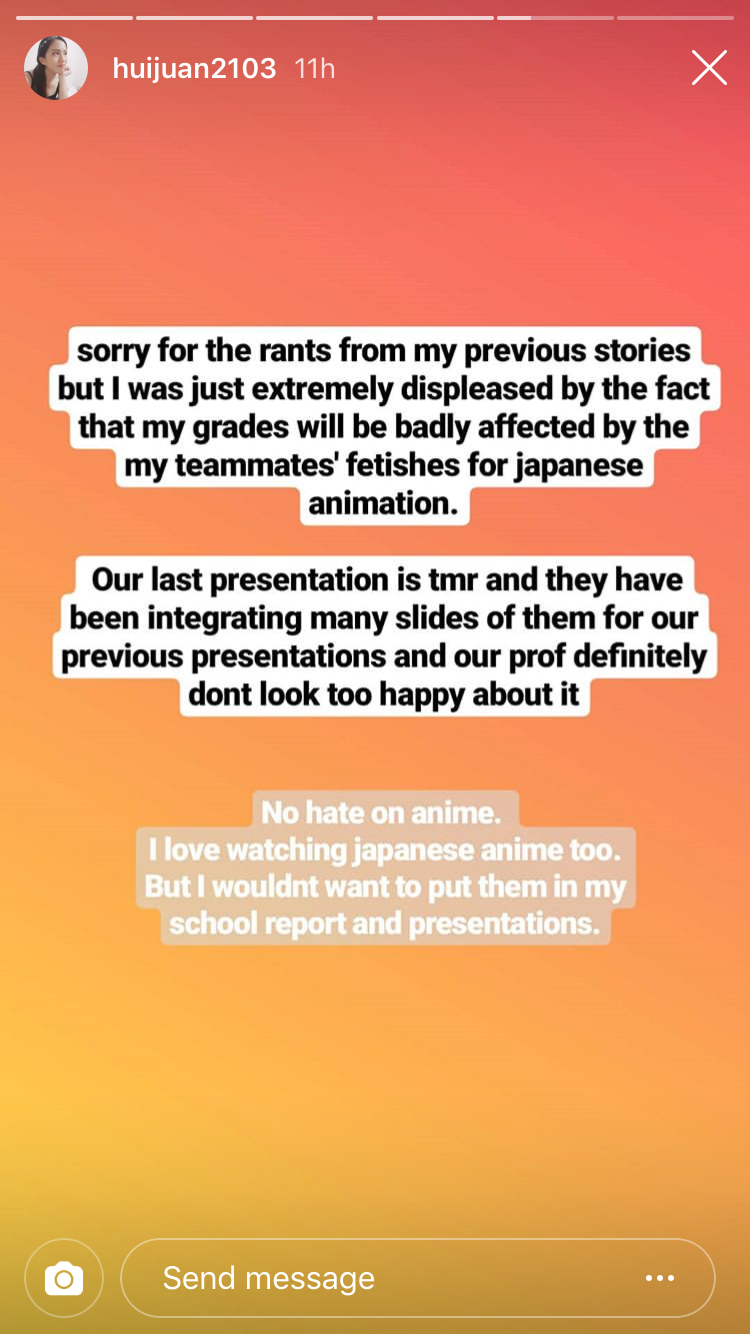 huijuan2103 11h
sorry for the rants from my previous stories
but I was just extremely displeased by the fact
that my grades will be badly affected by the
my teammates' fetishes for japanese
animation.
Our last presentation is tmr and they have
been integrating many slides of them for our
previous presentations and our prof definitely
dont look too happy about it
No hate on anime.
I love watching japanese anime too.
But I wouldnt want to put them in my
school report and presentations.
Send message